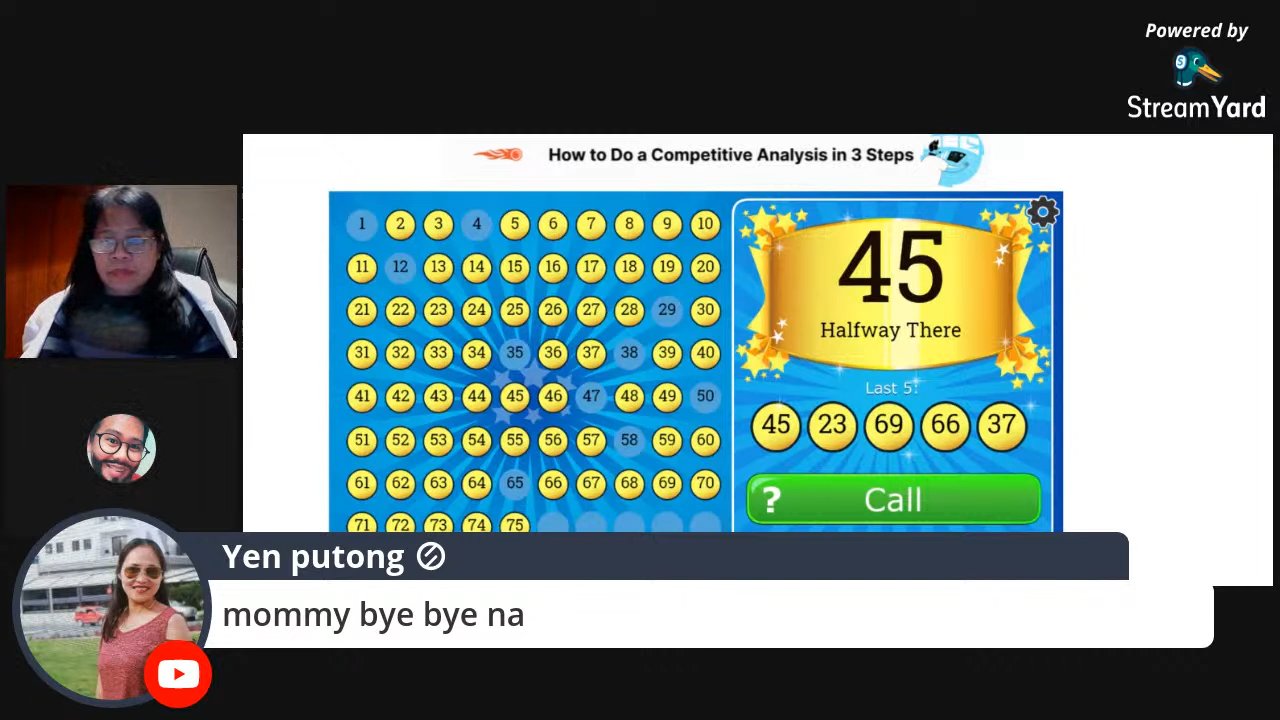 Powered by
StreamYard
How to Do a Competitive Analysis in 3 Steps
1 2 3 4 5 6 7 8 9 10
11 12 13 14 15 16 17 18 19 20
21 22 23 24 25 26 27 28 29 30
31 32 33 34 35 36 37 38 39 40
41 42 43 44 45 46 47 48 49 50
51 52 53 54 55 56 57 58 59 60
61 62 63 64 65 66 67 68 69 70
71 72 73 74 75
45
Halfway There
Last 5:
45 23 69 66 37
? Call
Yen putong
mommy bye bye na